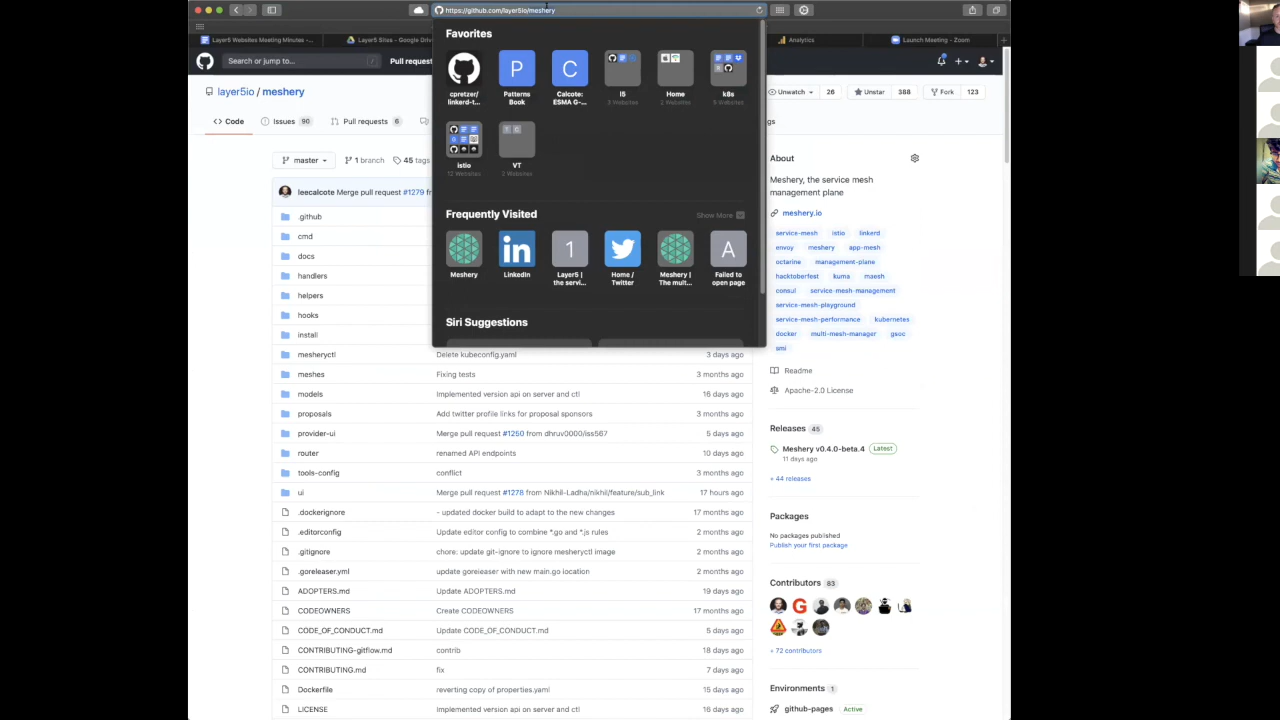 https://github.com/layer5io/meshery
Layer5 Websites Meeting Minutes -...
Layer5 Sites - Google Driv
Analytics
Launch Meeting - Zoom
Search or jump to...
/
Pull reques
layer5io / meshery
Unwatch
26
Unstar
388
Fork
123
Code
Issues 90
Pull requests 6
gs
Favorites
cpretzer/
linkerd-t...
P
Patterns
Book
C
Calcote:
ESMA G-...
l5
3 Websites
Home
2 Websites
k8s
5 Websites
istio
12 Websites
1 C
VT
2 Websites
Frequently Visited
Show More
Meshery
LinkedIn
1
Layer5 |
the servi...
Home /
Twitter
Meshery |
The mult...
A
Failed to
open page
Siri Suggestions
master
1 branch
45 tags
leecalcote Merge pull request #1279 fr
.github
cmd
docs
handlers
helpers
hooks
install
mesheryctl Delete kubeconfig.yaml 3 days ago
meshes Fixing tests 3 months ago
models Implemented version api on server and ctl 16 days ago
proposals Add twitter profile links for proposal sponsors 3 months ago
provider-ui Merge pull request #1250 from dhruv0000/iss567 5 days ago
router renamed API endpoints 10 days ago
tools-config conflict 3 months ago
ui Merge pull request #1278 from Nikhil-Ladha/nikhil/feature/sub_link 17 hours ago
.dockerignore - updated docker build to adapt to the new changes 17 months ago
.editorconfig Update editor config to combine *.go and *.js rules 2 months ago
.gitignore chore: update git-ignore to ignore mesheryctl image 2 months ago
.goreleaser.yml update goreleaser with new main.go location 2 months ago
ADOPTERS.md Update ADOPTERS.md 19 days ago
CODEOWNERS Create CODEOWNERS 17 months ago
CODE_OF_CONDUCT.md Update CODE_OF_CONDUCT.md 5 days ago
CONTRIBUTING-gitflow.md contrib 18 days ago
CONTRIBUTING.md fix 7 days ago
Dockerfile reverting copy of properties.yaml 15 days ago
LICENSE Implemented version api on server and ctl 16 days ago
About
Meshery, the service mesh
management plane
meshery.io
service-mesh istio linkerd
envoy meshery app-mesh
octarine management-plane
hacktoberfest kuma maesh
consul service-mesh-management
service-mesh-playground
service-mesh-performance kubernetes
docker multi-mesh-manager gsoc
smi
Readme
Apache-2.0 License
Releases 45
Meshery v0.4.0-beta.4 Latest
11 days ago
+ 44 releases
Packages
No packages published
Publish your first package
Contributors 83
+ 72 contributors
Environments 1
github-pages Active